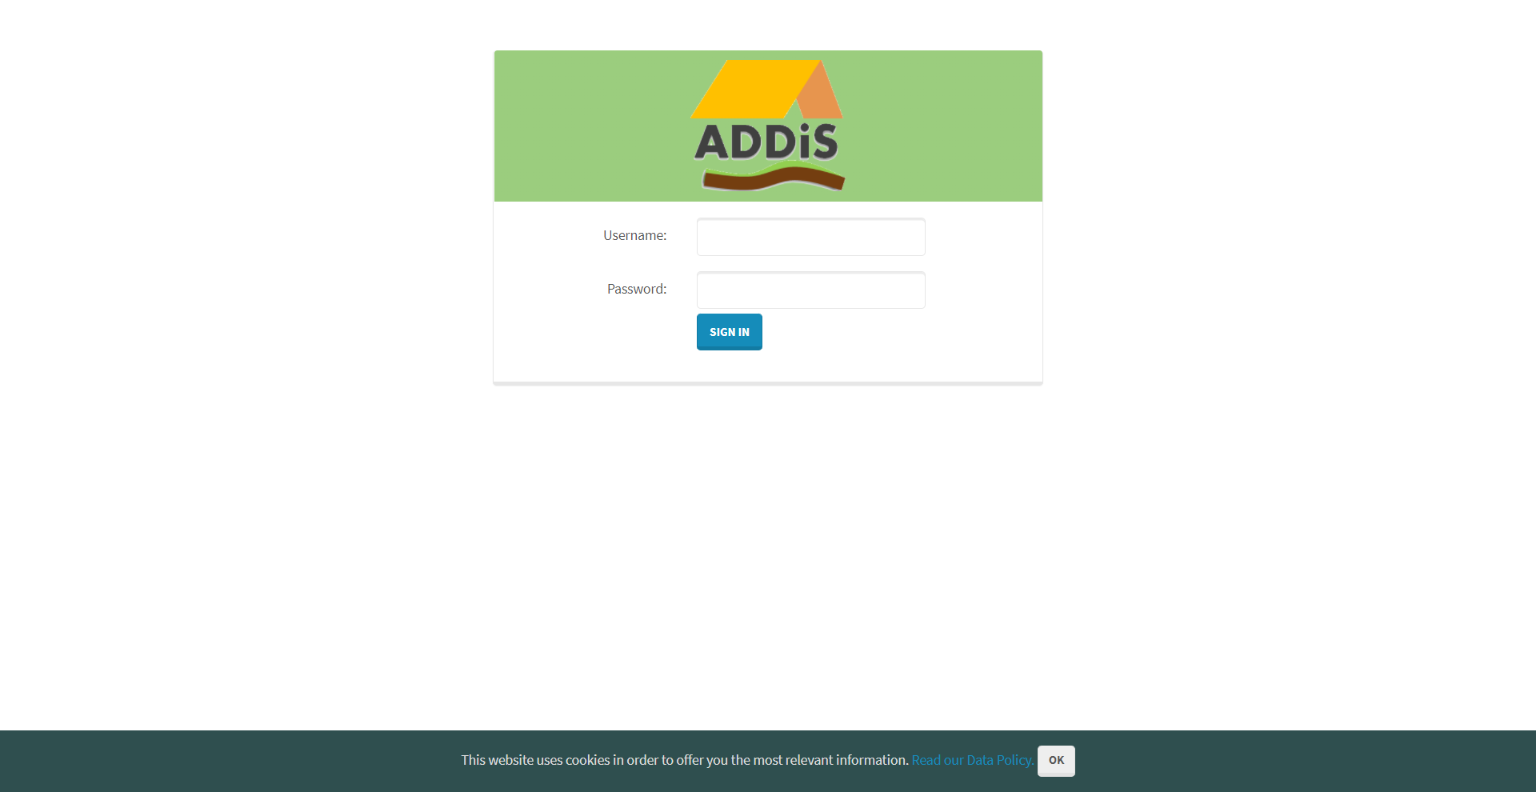 ADDiS
Username:
Password:
SIGN IN
This website uses cookies in order to offer you the most relevant information. Read our Data Policy. OK